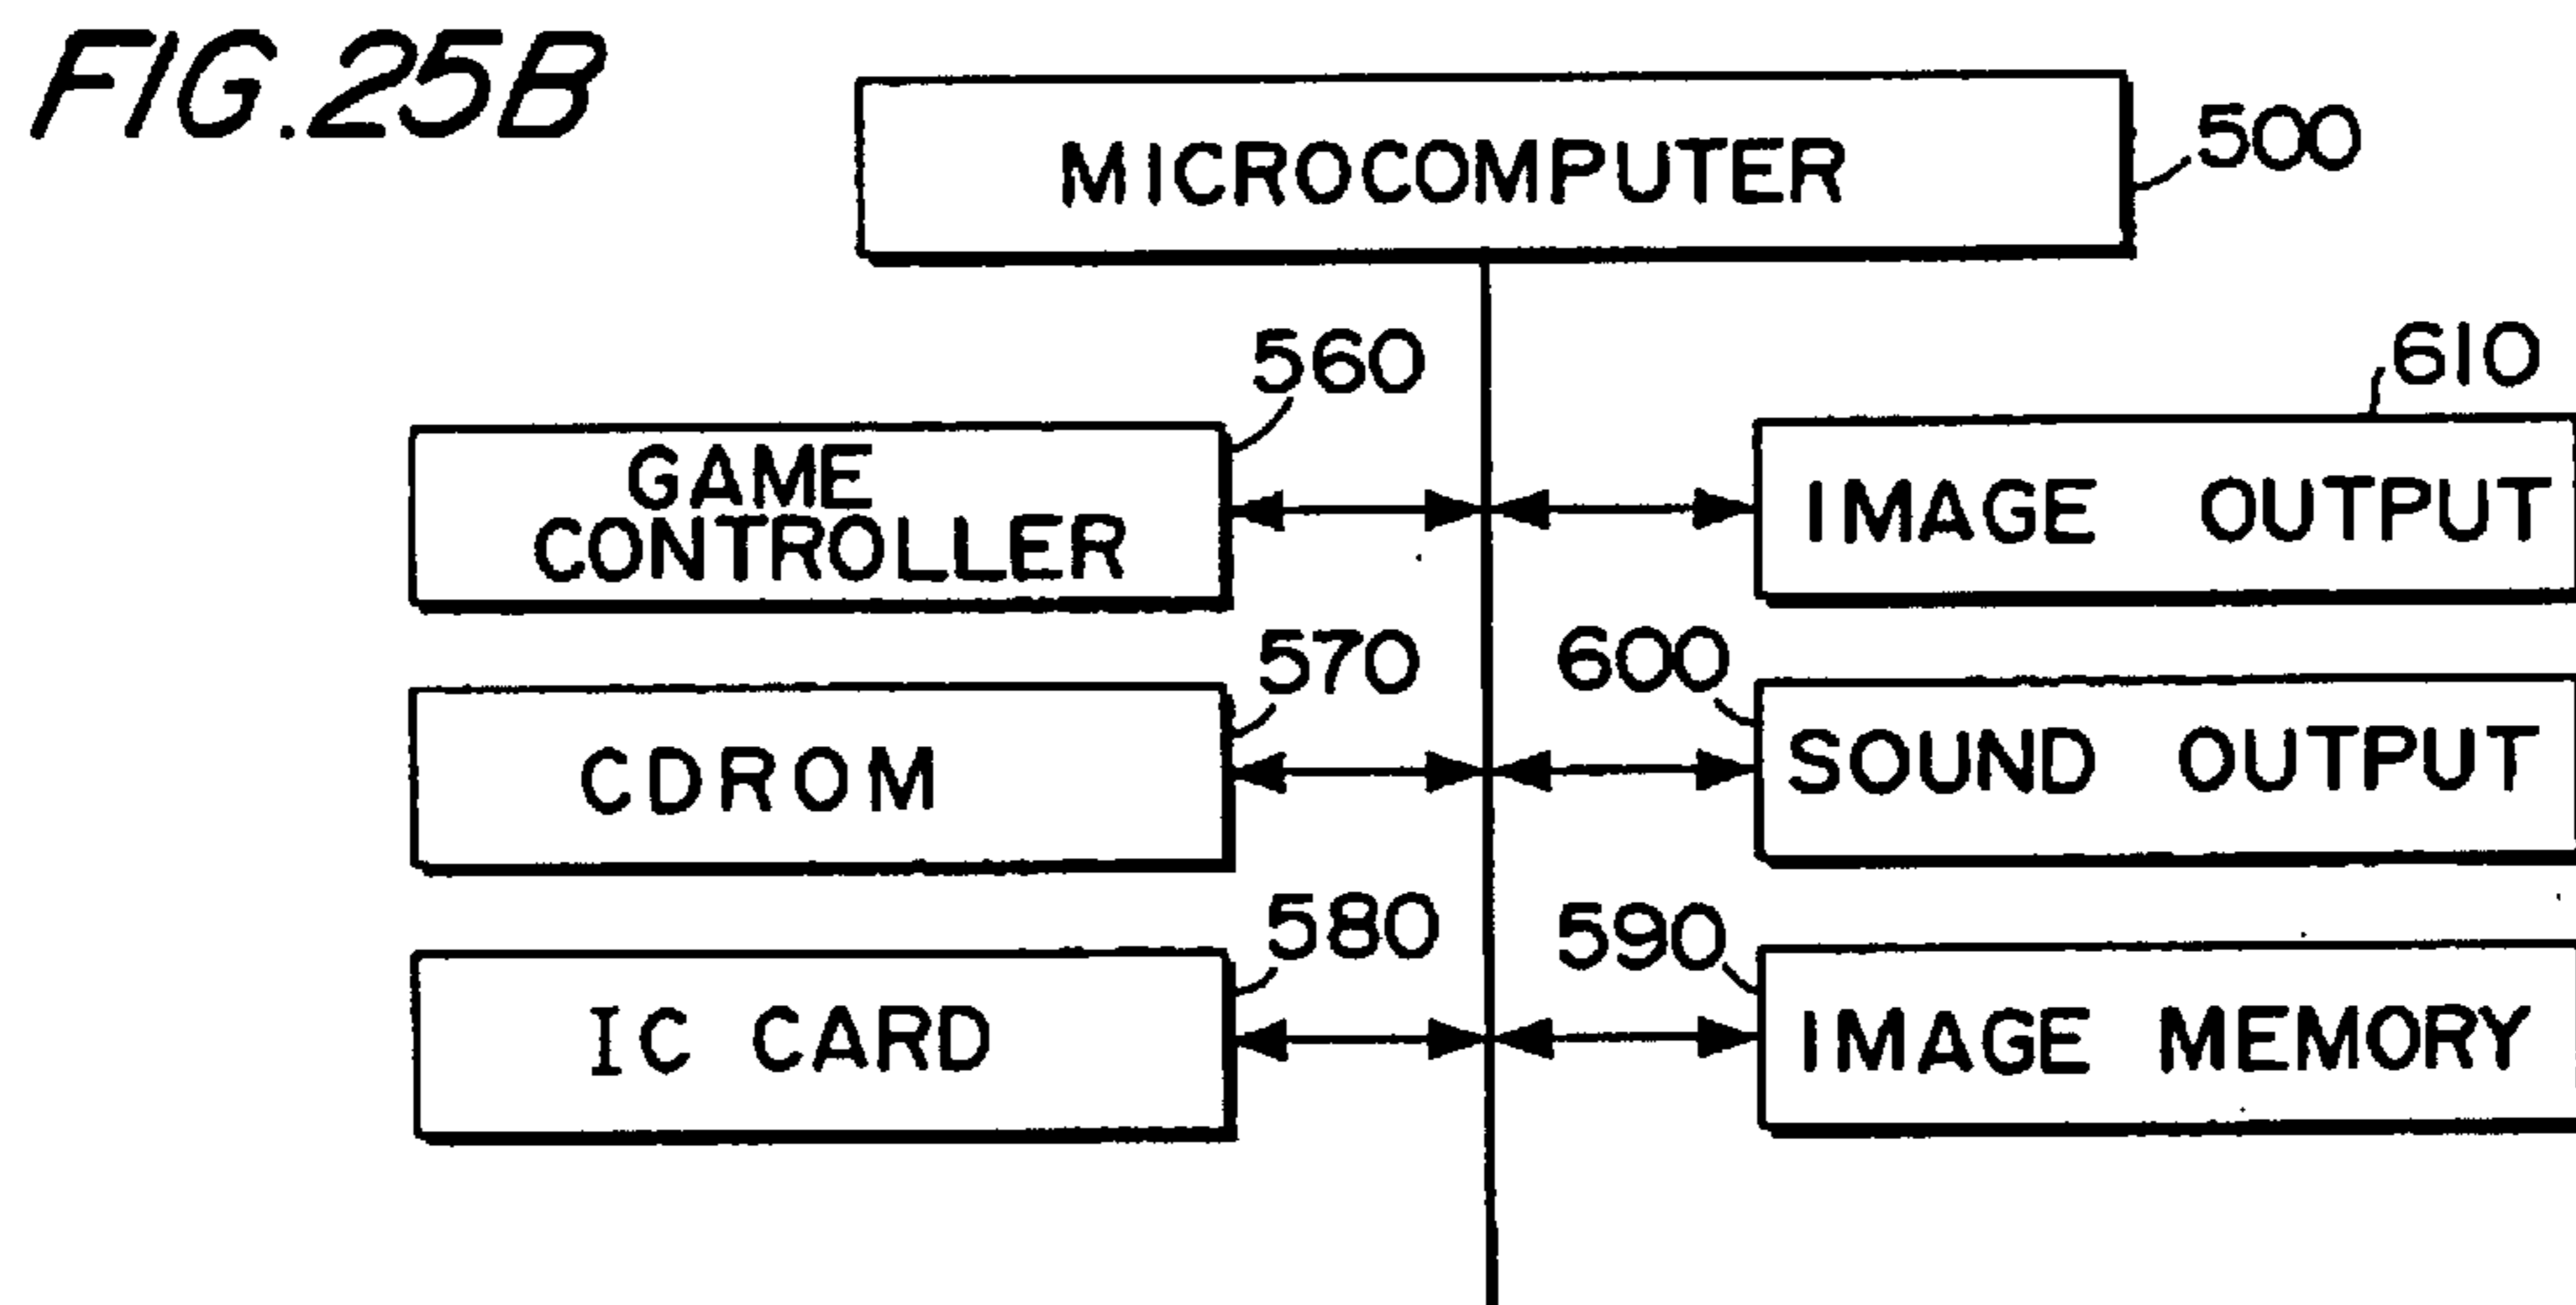 FIG.25B
MICROCOMPUTER
500
560
GAME
CONTROLLER
610
IMAGE OUTPUT
570
CDROM
600
SOUND OUTPUT
580
IC CARD
590
IMAGE MEMORY